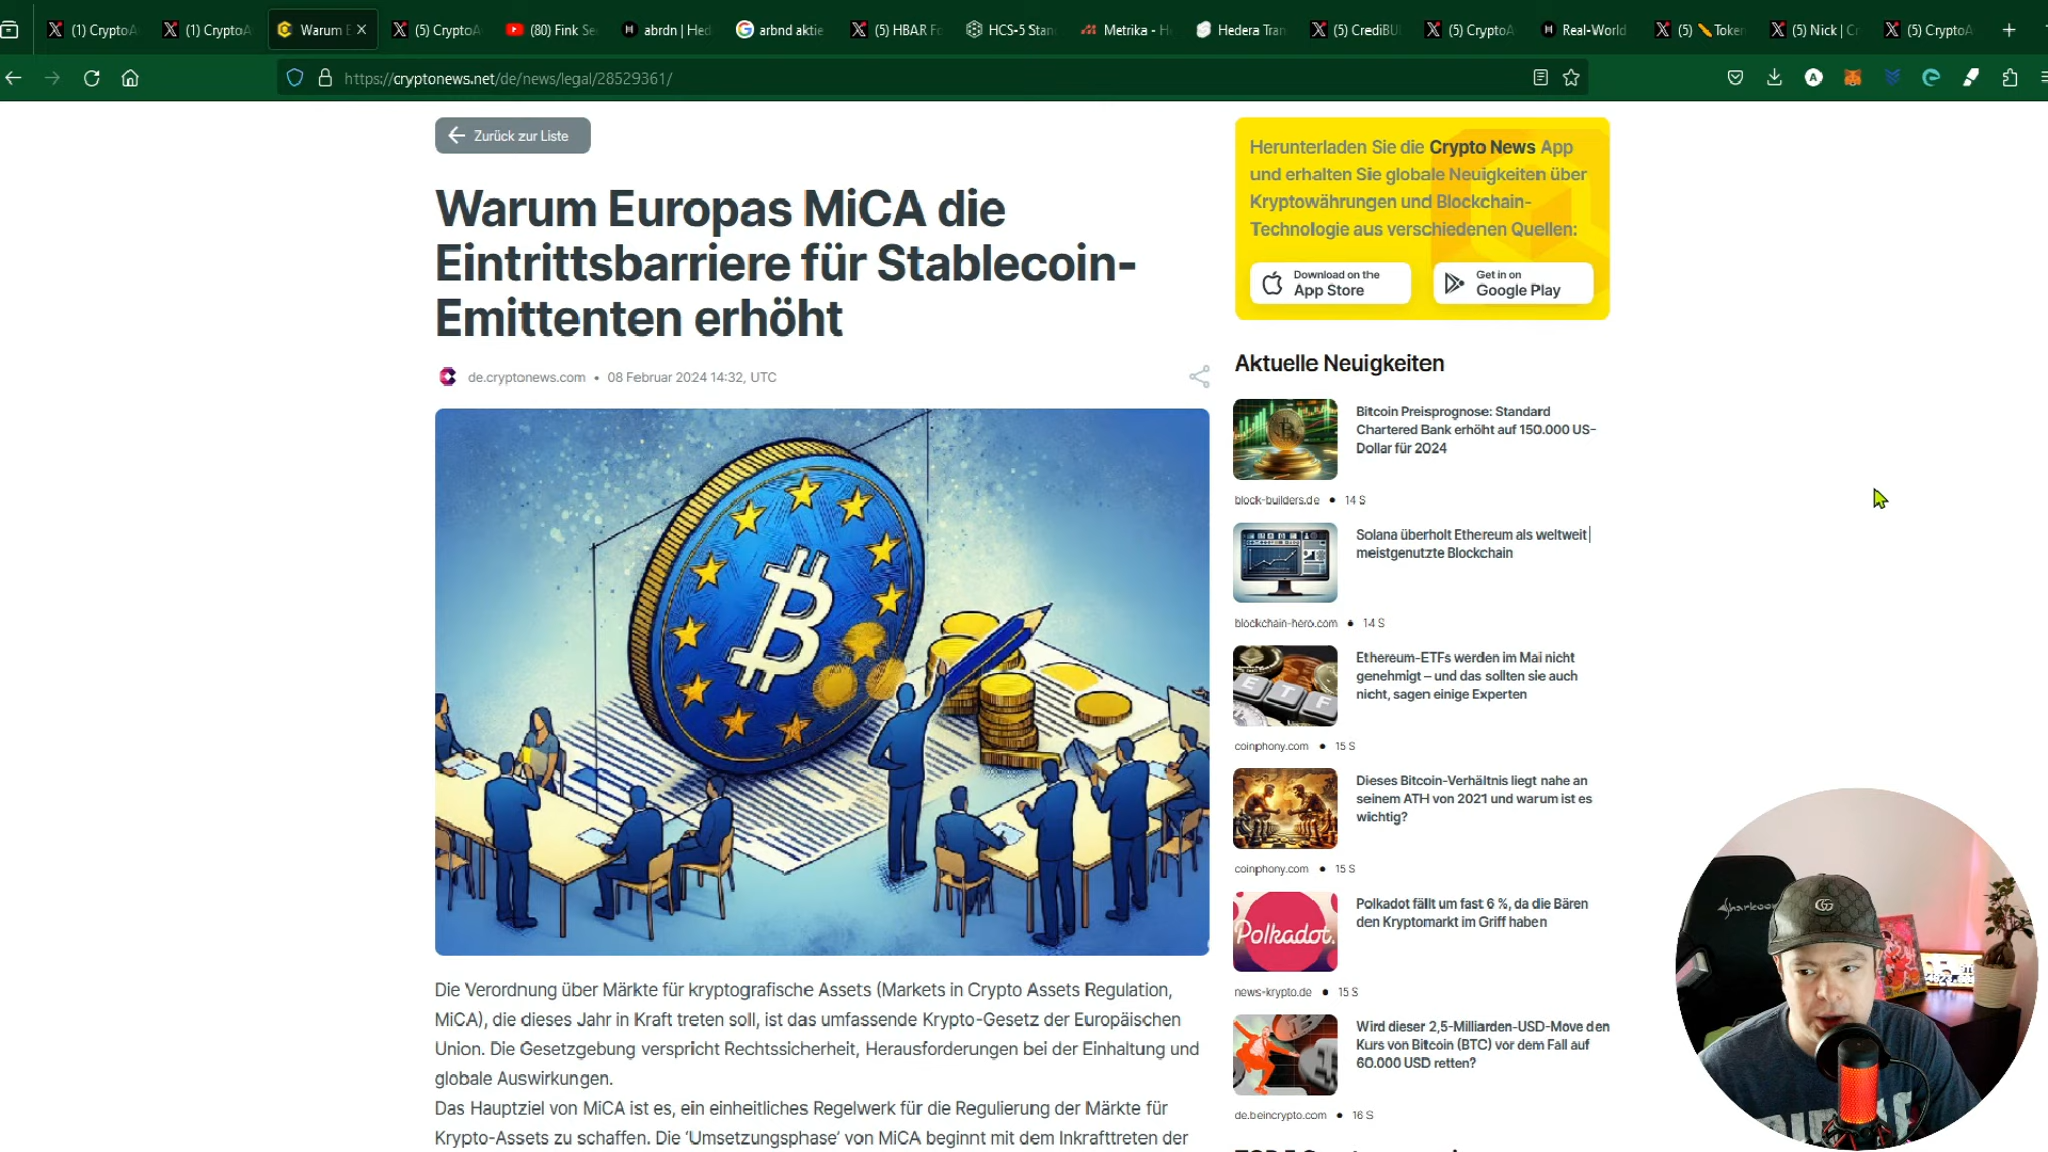 (1) CryptoA
(1) CryptoA
Warum E
(5) CryptoA
(80) Fink Se
abrdn | Hed
arbnd aktie
(5) HBAR Fo
HCS-5 Stan
Metrika - H
Hedera Tran
(5) CrediBUL
(5) CryptoA
Real-World
(5) Token
(5) Nick | Cr
(5) CryptoA
https://cryptonews.net/de/news/legal/28529361/
Zurück zur Liste
Warum Europas MiCA die
Eintrittsbarriere für Stablecoin-
Emittenten erhöht
de.cryptonews.com • 08 Februar 2024 14:32, UTC
Die Verordnung über Märkte für kryptografische Assets (Markets in Crypto Assets Regulation,
MiCA), die dieses Jahr in Kraft treten soll, ist das umfassende Krypto-Gesetz der Europäischen
Union. Die Gesetzgebung verspricht Rechtssicherheit, Herausforderungen bei der Einhaltung und
globale Auswirkungen.
Das Hauptziel von MiCA ist es, ein einheitliches Regelwerk für die Regulierung der Märkte für
Krypto-Assets zu schaffen. Die 'Umsetzungsphase' von MiCA beginnt mit dem Inkrafttreten der
Herunterladen Sie die Crypto News App
und erhalten Sie globale Neuigkeiten über
Kryptowährungen und Blockchain-
Technologie aus verschiedenen Quellen:
Download on the
App Store
Get in on
Google Play
Aktuelle Neuigkeiten
Bitcoin Preisprognose: Standard
Chartered Bank erhöht auf 150.000 US-
Dollar für 2024
block-builders.de • 14 S
Solana überholt Ethereum als weltweit
meistgenutzte Blockchain
blockchain-hero.com • 14 S
ETF
Ethereum-ETFs werden im Mai nicht
genehmigt – und das sollten sie auch
nicht, sagen einige Experten
coinphony.com • 15 S
Dieses Bitcoin-Verhältnis liegt nahe an
seinem ATH von 2021 und warum ist es
wichtig?
coinphony.com • 15 S
Polkadot.
Polkadot fällt um fast 6 %, da die Bären
den Kryptomarkt im Griff haben
news-krypto.de • 15 S
Wird dieser 2,5-Milliarden-USD-Move den
Kurs von Bitcoin (BTC) vor dem Fall auf
60.000 USD retten?
de.beincrypto.com • 16 S
Sharkoon